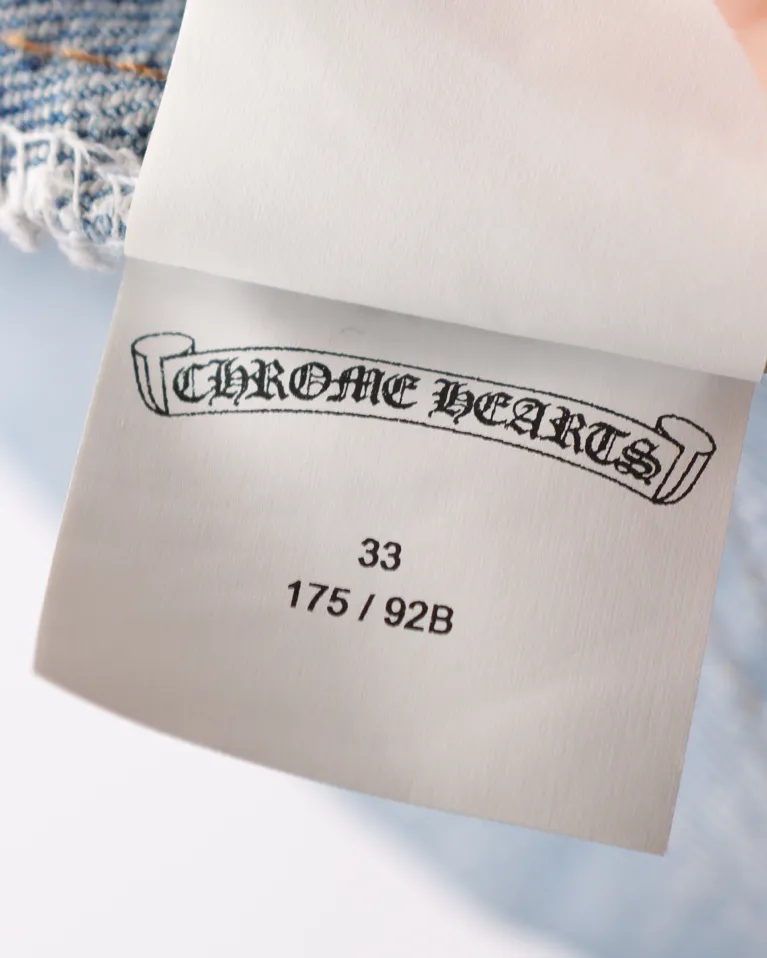 CHROME HEARTS
33
175 / 92B